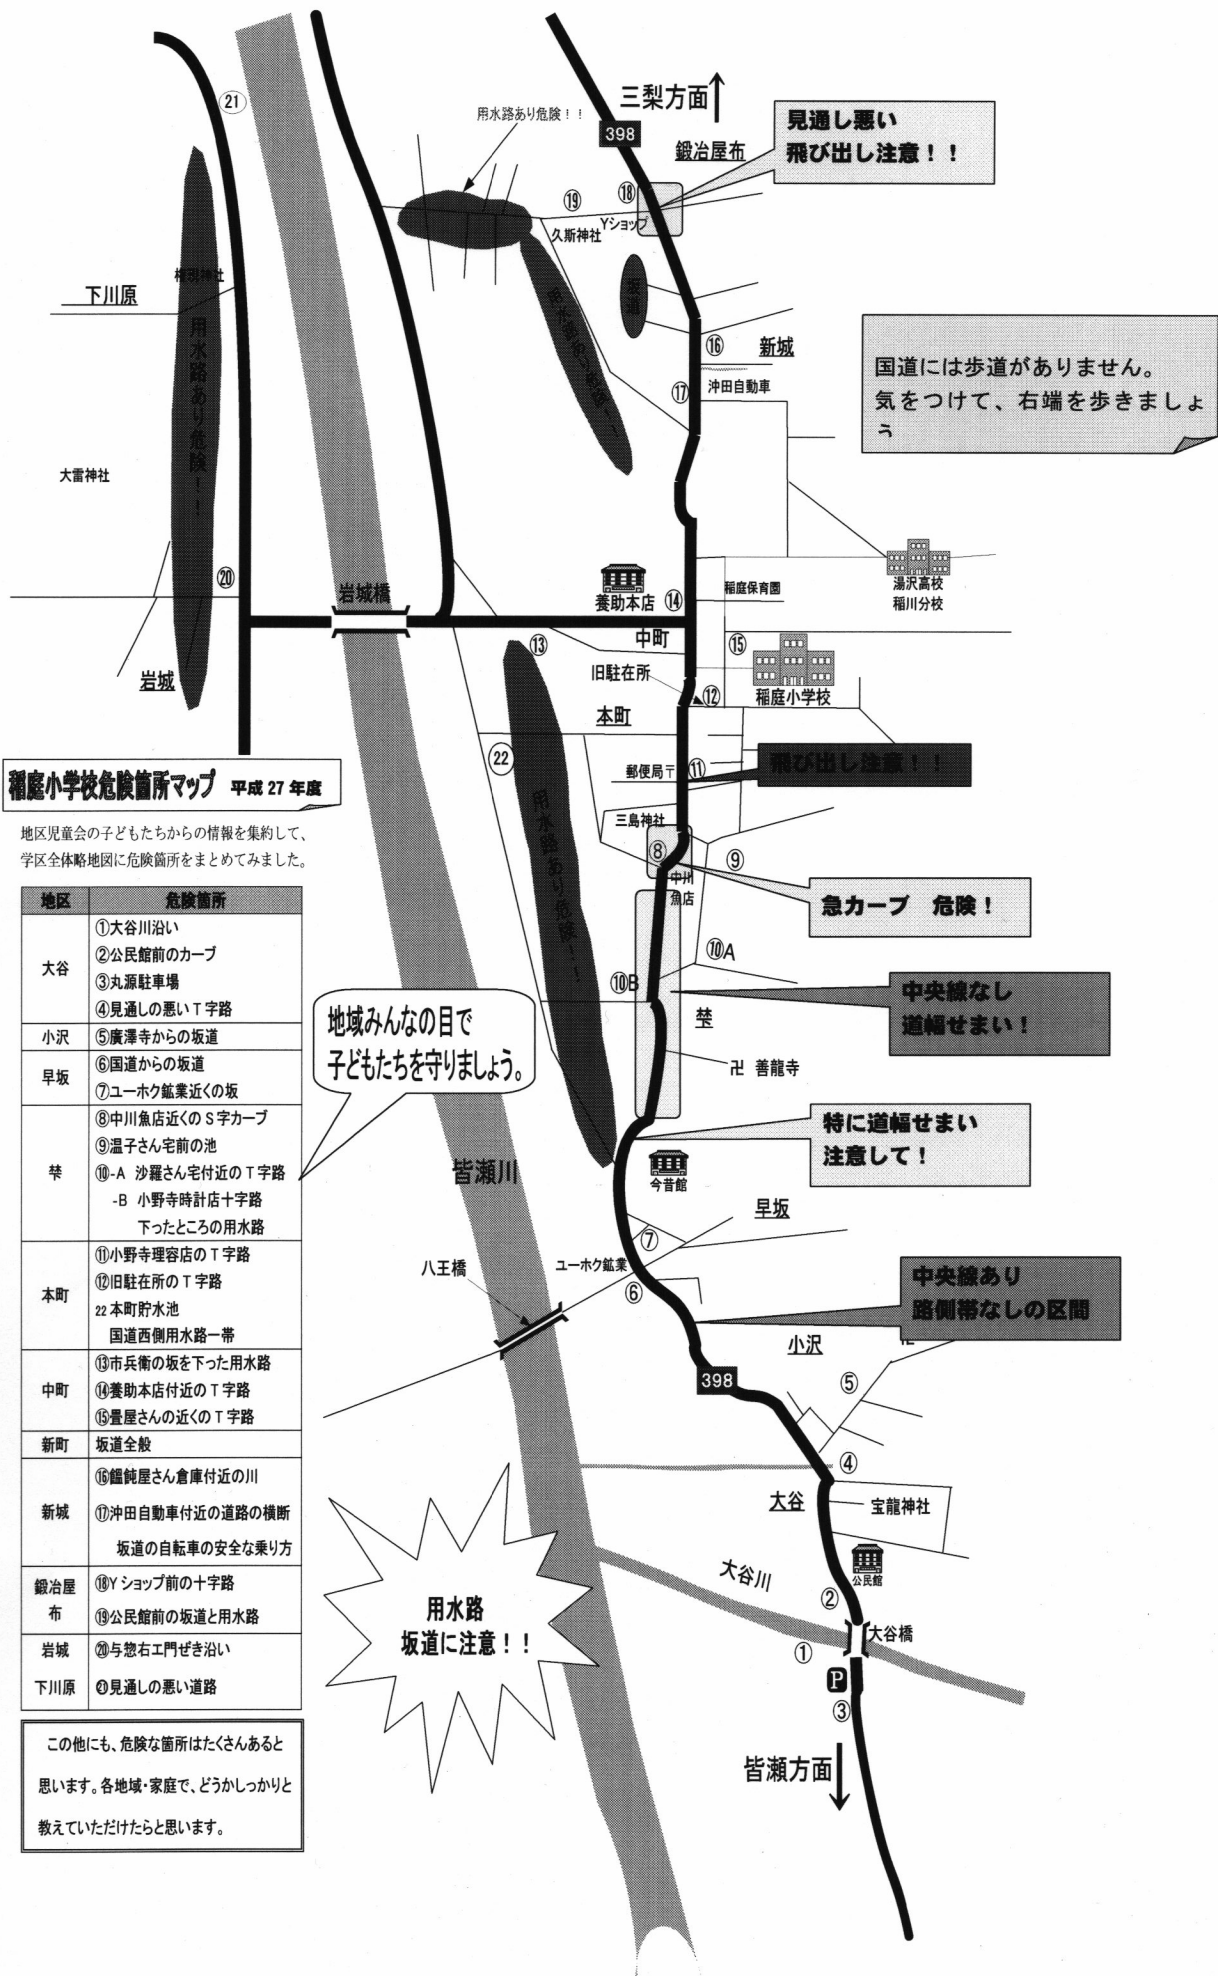 三梨方面
398
用水路あり危険！！
鍛冶屋布
見通し悪い
飛び出し注意！！
㉑
⑲
⑱
Yショップ
久斯神社
権現神社
下川原
用水路あり危険！！
用水路あり危険！！
坂道
⑯
新城
⑰
沖田自動車
国道には歩道がありません。
気をつけて、右端を歩きましょ
う
大雷神社
⑳
岩城橋
養助本店
⑭
稲庭保育園
湯沢高校
稲川分校
中町
⑬
⑮
旧駐在所
⑫
稲庭小学校
岩城
本町
㉒
郵便局〒
⑪
飛び出し注意！！
用水路あり危険！！
三島神社
⑧
⑨
中川
魚店
急カーブ　危険！
⑩A
⑩B
中央線なし
道幅せまい！
梺
卍 善龍寺
特に道幅せまい
注意して！
今昔館
早坂
皆瀬川
⑦
ユーホク鉱業
⑥
八王橋
中央線あり
路側帯なしの区間
小沢
398
⑤
④
大谷
宝龍神社
公民館
大谷川
②
大谷橋
①
P
③
皆瀬方面
稲庭小学校危険箇所マップ 平成 27 年度
地区児童会の子どもたちからの情報を集約して、
学区全体略地図に危険箇所をまとめてみました。
地区 危険箇所
大谷 ①大谷川沿い
②公民館前のカーブ
③丸源駐車場
④見通しの悪いＴ字路
小沢 ⑤廣澤寺からの坂道
早坂 ⑥国道からの坂道
⑦ユーホク鉱業近くの坂
梺 ⑧中川魚店近くのＳ字カーブ
⑨温子さん宅前の池
⑩-A 沙羅さん宅付近のＴ字路
-B 小野寺時計店十字路
下ったところの用水路
本町 ⑪小野寺理容店のＴ字路
⑫旧駐在所のＴ字路
22 本町貯水池
国道西側用水路一帯
中町 ⑬市兵衛の坂を下った用水路
⑭養助本店付近のＴ字路
⑮畳屋さんの近くのＴ字路
新町 坂道全般
新城 ⑯饂飩屋さん倉庫付近の川
⑰沖田自動車付近の道路の横断
坂道の自転車の安全な乗り方
鍛冶屋
布 ⑱Yショップ前の十字路
⑲公民館前の坂道と用水路
岩城 ⑳与惣右エ門ぜき沿い
下川原 ㉑見通しの悪い道路
この他にも、危険な箇所はたくさんあると
思います。各地域・家庭で、どうかしっかりと
教えていただけたらと思います。
地域みんなの目で
子どもたちを守りましょう。
用水路
坂道に注意！！